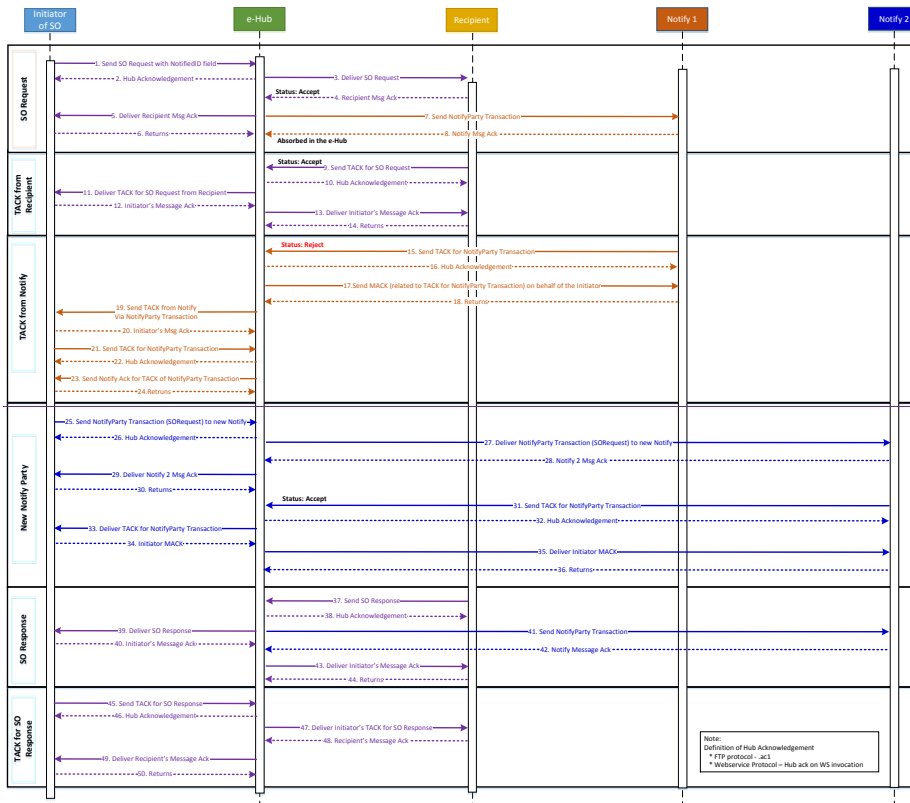 Initiator
of SO
e-Hub
Recipient
Notify 1
Notify 2
SO Request
1. Send SO Request with NotifiedID field
2. Hub Acknowledgement
3. Deliver SO Request
Status: Accept
4. Recipient Msg Ack
5. Deliver Recipient Msg Ack
7. Send NotifyParty Transaction
6. Returns
8. Notify Msg Ack
Absorbed in the e-Hub
TACK from
Recipient
Status: Accept
9. Send TACK for SO Request
10. Hub Acknowledgement
11. Deliver TACK for SO Request from Recipient
12. Initiator's Message Ack
13. Deliver Initiator's Message Ack
14. Returns
TACK from Notify
Status: Reject
15. Send TACK for NotifyParty Transaction
16. Hub Acknowledgement
17.Send MACK (related to TACK for NotifyParty Transaction) on behalf of the Initiator
18. Returns
19. Send TACK from Notify
Via NotifyParty Transaction
20. Initiator's Msg Ack
21. Send TACK for NotifyParty Transaction
22. Hub Acknowledgement
23. Send Notify Ack for TACK of NotifyParty Transaction
24.Retruns
New Notify Party
25. Send NotifyParty Transaction (SORequest) to new Notify
26. Hub Acknowledgement
27. Deliver NotifyParty Transaction (SORequest) to new Notify
28. Notify 2 Msg Ack
29. Deliver Notify 2 Msg Ack
30. Returns
Status: Accept
31. Send TACK for NotifyParty Transaction
32. Hub Acknowledgement
33. Deliver TACK for NotifyParty Transaction
34. Initiator MACK
35. Deliver Initiator MACK
36. Returns
SO Response
37. Send SO Response
38. Hub Acknowledgement
39. Deliver SO Response
41. Send NotifyParty Transaction
40. Initiator's Message Ack
42. Notify Message Ack
43. Deliver Initiator's Message Ack
44. Returns
TACK for SO
Response
45. Send TACK for SO Response
46. Hub Acknowledgement
47. Deliver Initiator's TACK for SO Response
48. Recipient's Message Ack
49. Deliver Recipient's Message Ack
50. Returns
Note:
Definition of Hub Acknowledgement
* FTP protocol - .ac1
* Webservice Protocol – Hub ack on WS invocation